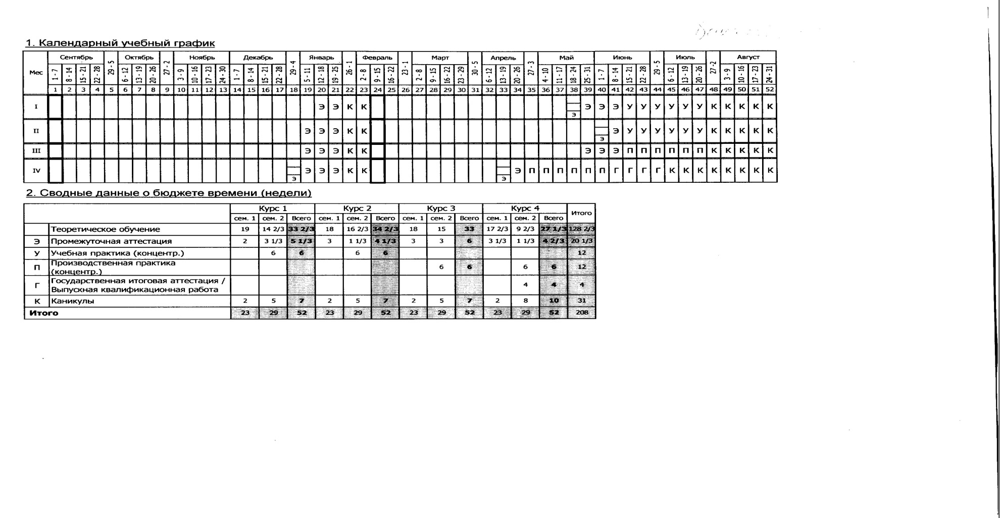 1. Календарный учебный график
Мес Сентябрь 29 - 5 Октябрь 27 - 2 Ноябрь Декабрь 29 - 4 Январь 26 - 1 Февраль 23 - 1 Март 30 - 5 Апрель 27 - 3 Май Июнь 29 - 5 Июль 27 -2 Август
1 - 7 8 - 14 15 - 21 22 - 28 6 - 12 13 - 19 20 - 26 3 - 9 10 - 16 17 - 23 24 - 30 1 - 7 8 - 14 15 - 21 22 - 28 5 - 11 12 - 18 19 - 25 2 - 8 9 - 15 16 - 22 2 - 8 9 - 15 16 - 22 23 - 29 6 - 12 13 - 19 20 - 26 4 - 10 11 - 17 18 - 24 25 - 31 1 - 7 8 - 14 15 - 21 22 - 28 6 - 12 13 - 19 20 - 26 3 - 9 10 - 16 17 - 23 24 - 31
1 2 3 4 5 6 7 8 9 10 11 12 13 14 15 16 17 18 19 20 21 22 23 24 25 26 27 28 29 30 31 32 33 34 35 36 37 38 39 40 41 42 43 44 45 46 47 48 49 50 51 52
I Э Э К К Э Э Э Э У У У У У У К К К К К
II Э Э Э К К Э Э У У У У У У К К К К К
III Э Э Э К К Э Э Э П П П П П П К К К К К
IV Э Э Э Э К К Э Э П П П П П П Г Г Г Г К К К К К К К К
2. Сводные данные о бюджете времени (недели)
Курс 1 Курс 2 Курс 3 Курс 4 Итого
сем. 1 сем. 2 Всего сем. 1 сем. 2 Всего сем. 1 сем. 2 Всего сем. 1 сем. 2 Всего
Теоретическое обучение 19 14 2/3 33 2/3 18 16 2/3 34 2/3 18 15 33 17 2/3 9 2/3 27 1/3 128 2/3
Э Промежуточная аттестация 2 3 1/3 5 1/3 3 1 1/3 4 1/3 3 3 6 3 1/3 1 1/3 4 2/3 20 1/3
У Учебная практика (концентр.) 6 6 6 6 12
П Производственная практика
(концентр.) 6 6 6 6 12
Г Государственная итоговая аттестация /
Выпускная квалификационная работа 4 4 4
К Каникулы 2 5 7 2 5 7 2 5 7 2 8 10 31
Итого 23 29 52 23 29 52 23 29 52 23 29 52 208